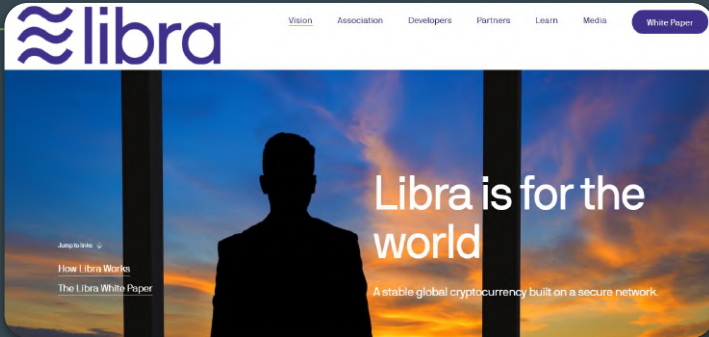 libra
Vision
Association
Developers
Partners
Learn
Media
White Paper
Libra is for the
world
A stable global cryptocurrency built on a secure network.
Jump to links
How Libra Works
The Libra White Paper